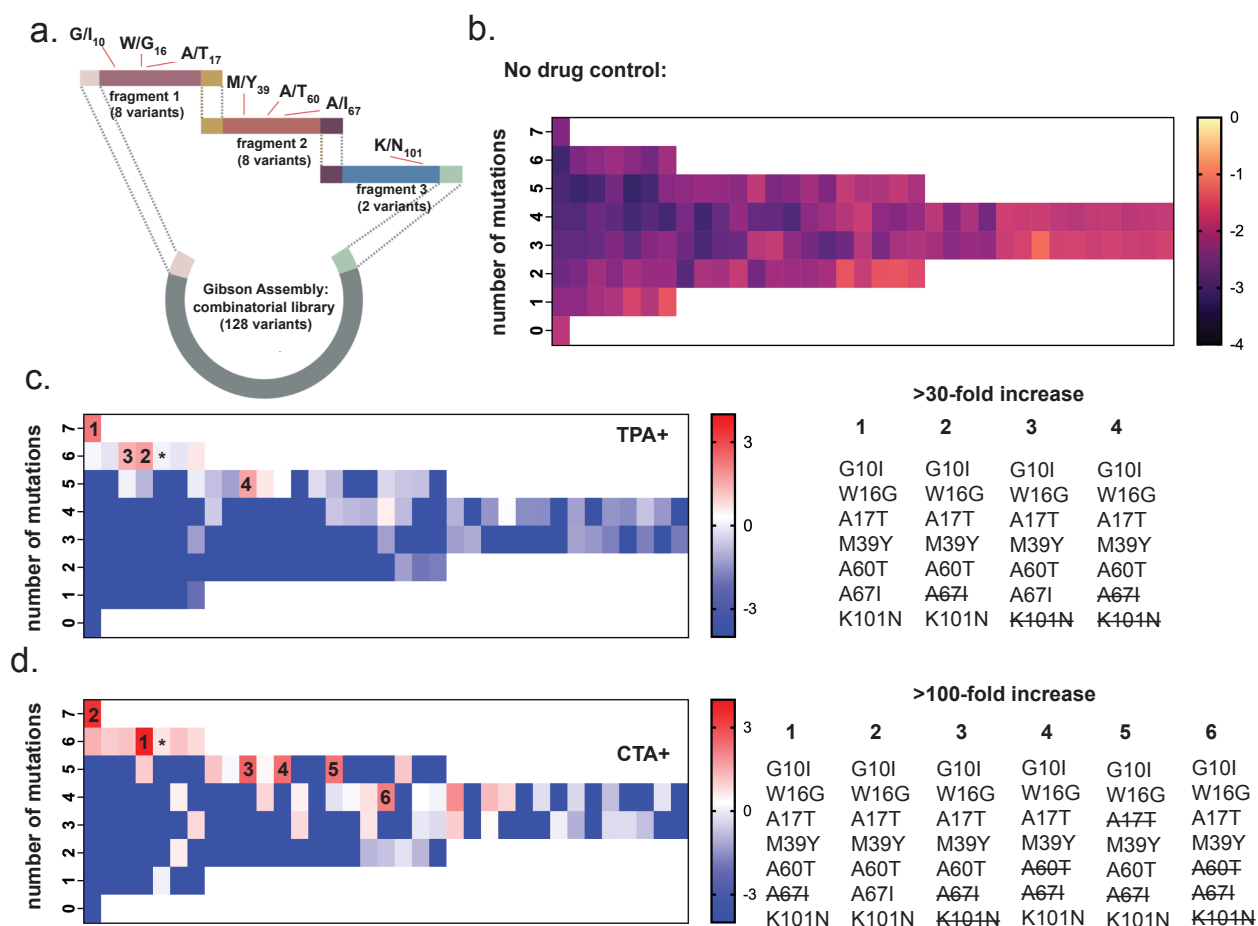 a.
G/I10
W/G16
A/T17
fragment 1
(8 variants)
M/Y39
A/T60
A/I67
fragment 2
(8 variants)
K/N101
fragment 3
(2 variants)
Gibson Assembly:
combinatorial library
(128 variants)
b.
No drug control:
number of mutations
7
6
5
4
3
2
1
0
0
-1
-2
-3
-4
c.
number of mutations
7
6
5
4
3
2
1
0
1
3 2 *
4
TPA+
3
0
-3
>30-fold increase
1 2 3 4
G10I G10I G10I G10I
W16G W16G W16G W16G
A17T A17T A17T A17T
M39Y M39Y M39Y M39Y
A60T A60T A60T A60T
A67I A67I A67I A67I
K101N K101N K101N K101N
d.
number of mutations
7
6
5
4
3
2
1
0
2
1 *
3 4 5
6
CTA+
3
0
-3
>100-fold increase
1 2 3 4 5 6
G10I G10I G10I G10I G10I G10I
W16G W16G W16G W16G W16G W16G
A17T A17T A17T A17T A17T A17T
M39Y M39Y M39Y M39Y M39Y M39Y
A60T A60T A60T A60T A60T A60T
A67I A67I A67I A67I A67I A67I
K101N K101N K101N K101N K101N K101N